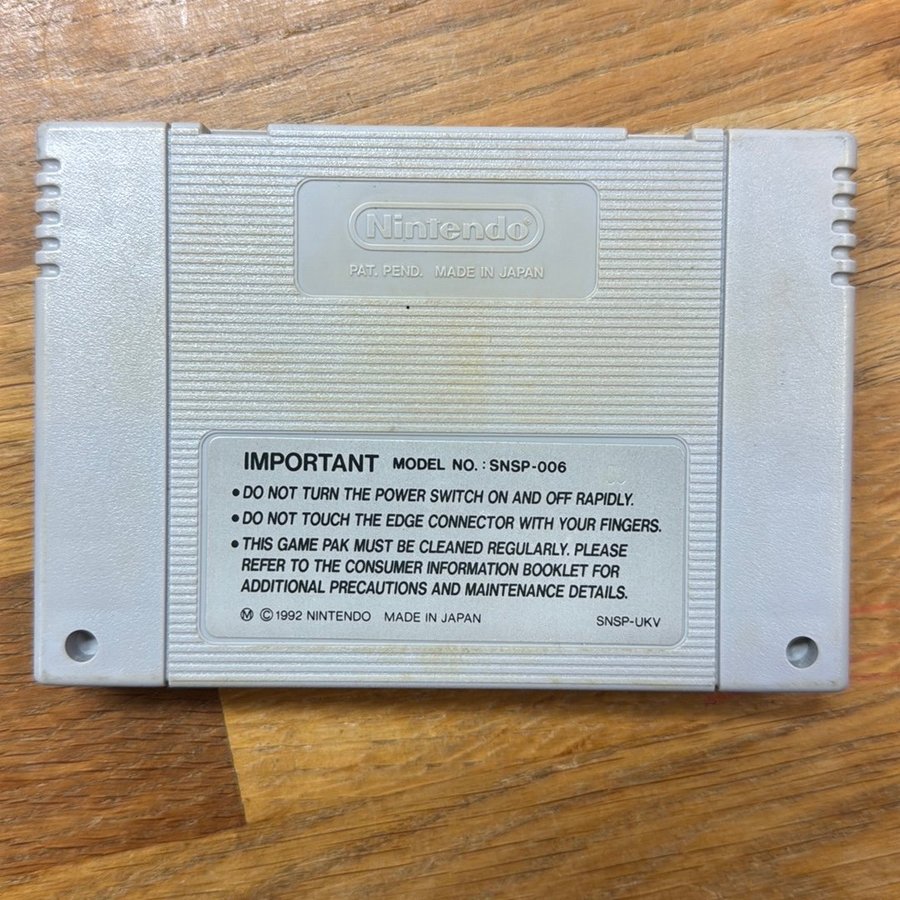 Nintendo
PAT. PEND. MADE IN JAPAN
IMPORTANT MODEL NO. : SNSP-006
• DO NOT TURN THE POWER SWITCH ON AND OFF RAPIDLY.
• DO NOT TOUCH THE EDGE CONNECTOR WITH YOUR FINGERS.
• THIS GAME PAK MUST BE CLEANED REGULARLY. PLEASE
REFER TO THE CONSUMER INFORMATION BOOKLET FOR
ADDITIONAL PRECAUTIONS AND MAINTENANCE DETAILS.
Ⓜ © 1992 NINTENDO MADE IN JAPAN SNSP-UKV